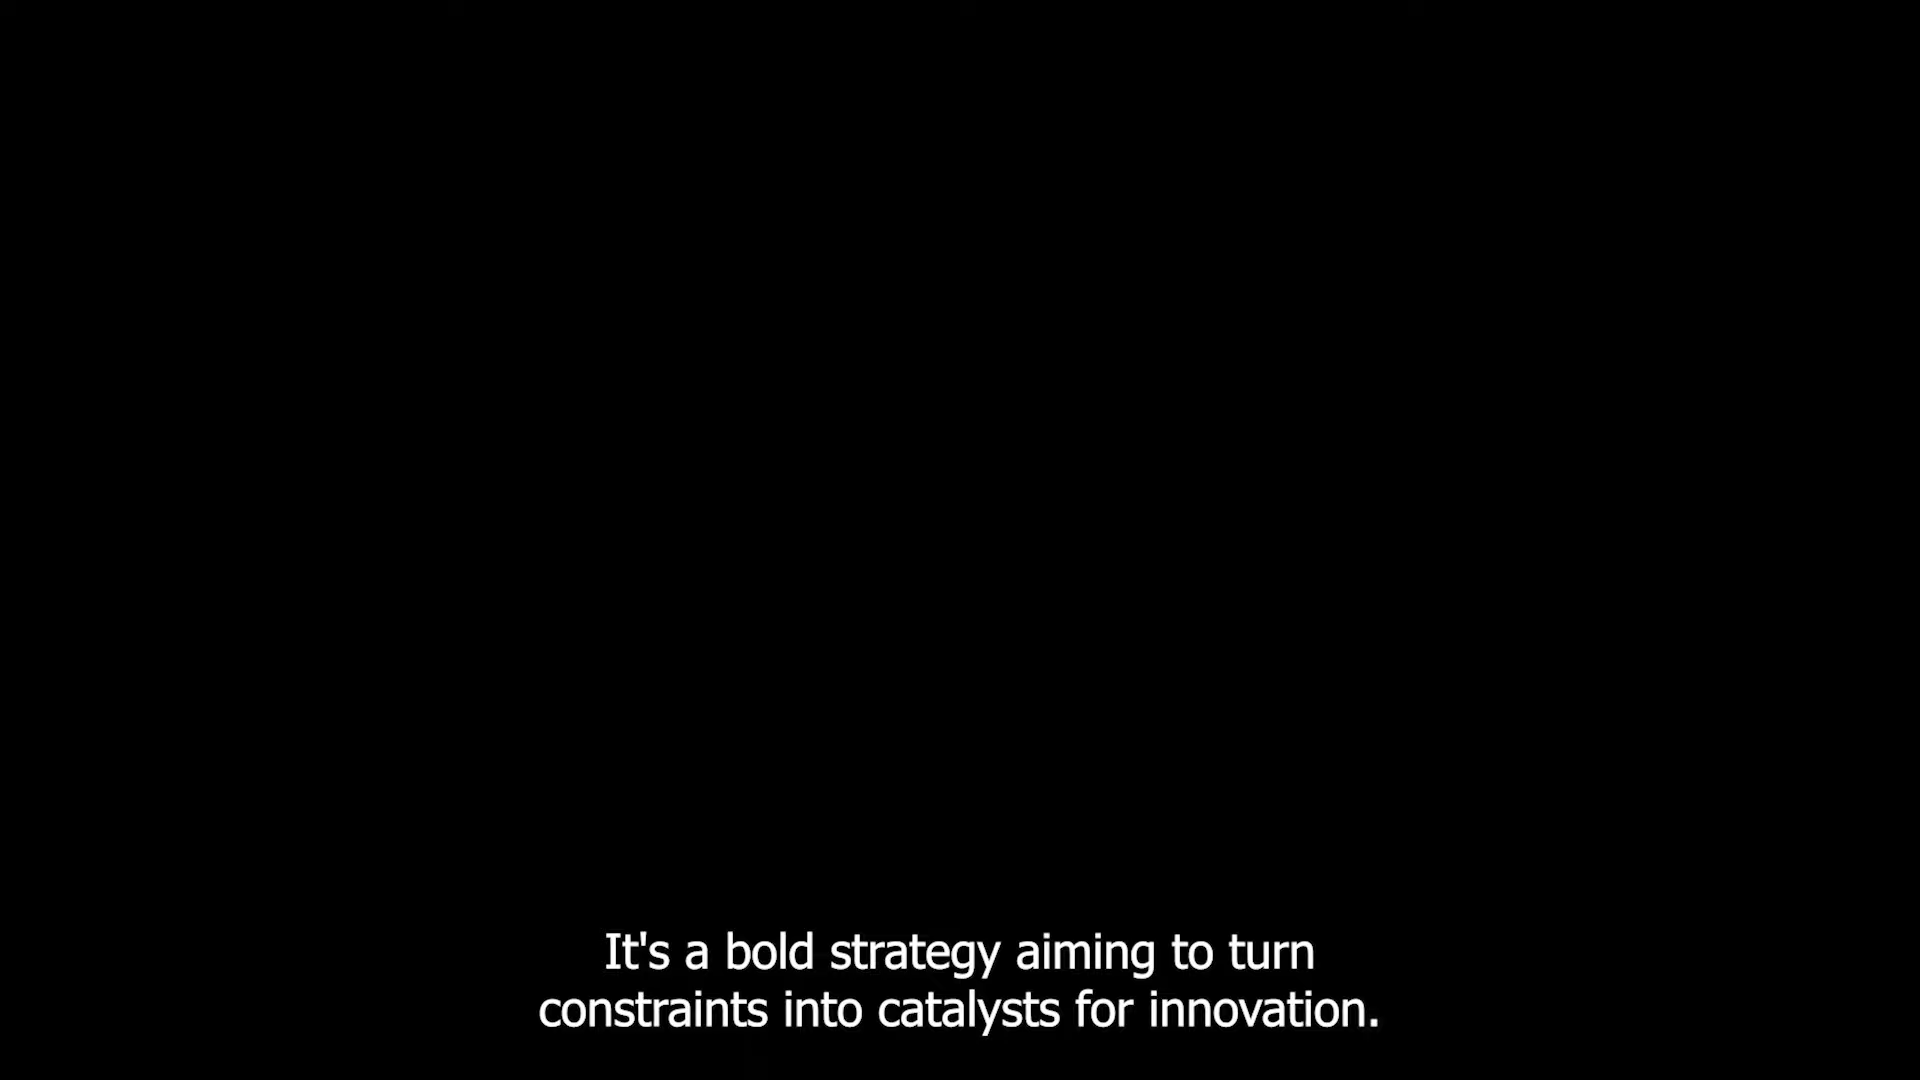 It's a bold strategy aiming to turn
constraints into catalysts for innovation.